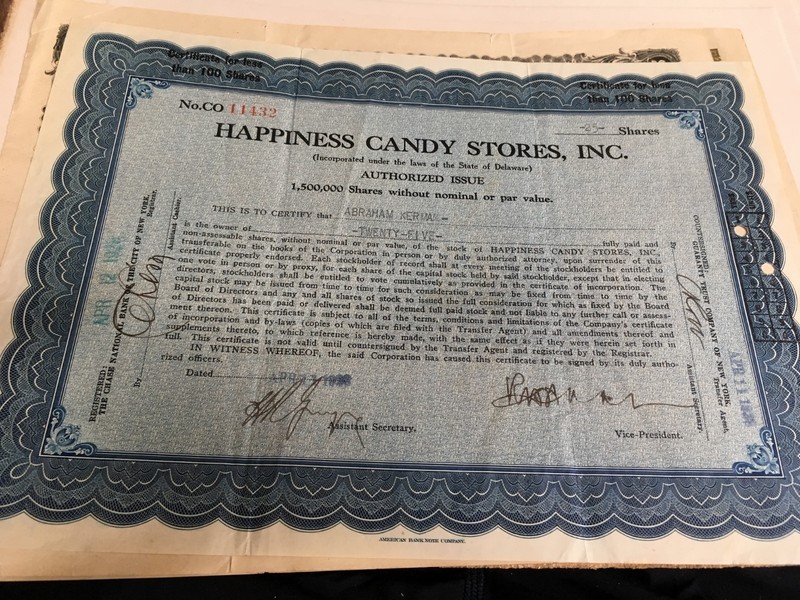 Certificate for less
than 100 Shares
Certificate for less
than 100 Shares
No.CO 11432
-25- Shares
HAPPINESS CANDY STORES, INC.
(Incorporated under the laws of the State of Delaware)
AUTHORIZED ISSUE
1,500,000 Shares without nominal or par value.
THIS IS TO CERTIFY that ABRAHAM KERMAN-
is the owner of -TWENTY-FIVE- fully paid and
non-assessable shares, without nominal or par value, of the stock of HAPPINESS CANDY STORES, INC.,
transferable on the books of the Corporation in person or by duly authorized attorney, upon surrender of this
certificate properly endorsed. Each stockholder of record shall at every meeting of the stockholders be entitled to
one vote in person or by proxy, for each share of the capital stock held by said stockholder, except that in electing
directors, stockholders shall be entitled to vote cumulatively as provided in the certificate of incorporation. The
capital stock may be issued from time to time for such consideration as may be fixed from time to time by the
Board of Directors and any and all shares of stock so issued the full consideration for which as fixed by the Board
of Directors has been paid or delivered shall be deemed full paid stock and not liable to any further call or assess-
ment thereon. This certificate is subject to all of the terms, conditions and limitations of the Company's certificate
of incorporation and by-laws (copies of which are filed with the Transfer Agent) and all amendments thereof and
supplements thereto, to which reference is hereby made, with the same effect as if they were herein set forth in
full. This certificate is not valid until countersigned by the Transfer Agent and registered by the Registrar.
IN WITNESS WHEREOF, the said Corporation has caused this certificate to be signed by its duly autho-
rized officers.
Dated
Assistant Secretary.
Vice-President.
REGISTERED:
THE CHASE NATIONAL BANK OF THE CITY OF NEW YORK,
Registrar.
By
Assistant Cashier.
COUNTERSIGNED:
GUARANTY TRUST COMPANY OF NEW YORK,
Transfer Agent.
By
Assistant Secretary.
AMERICAN BANK NOTE COMPANY.